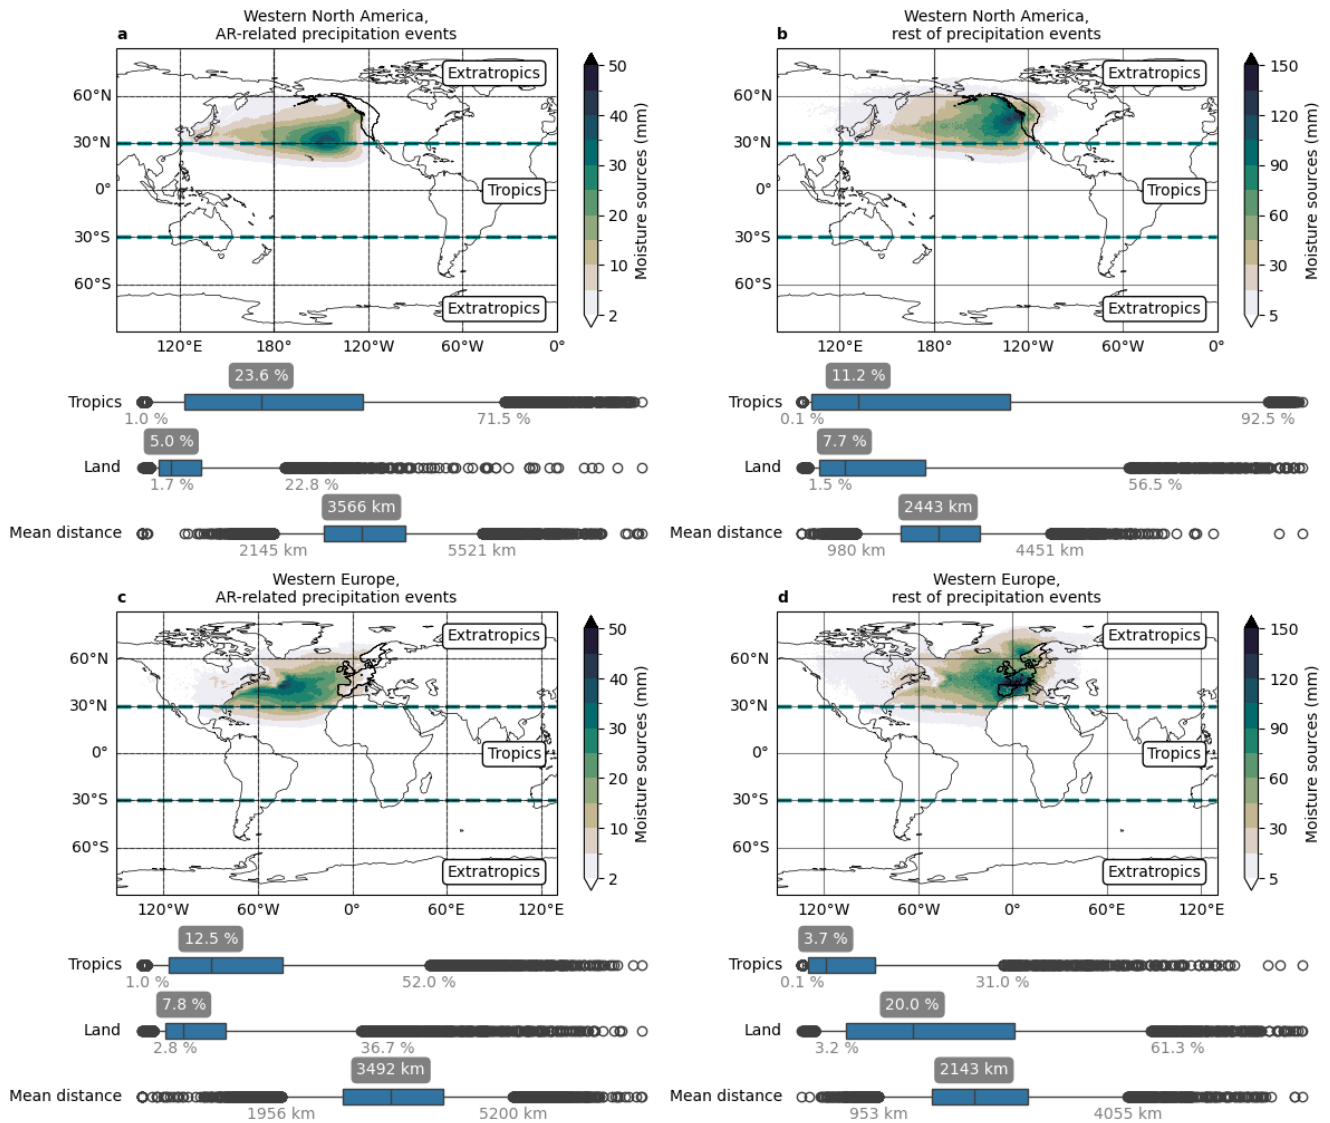 Western North America,
a AR-related precipitation events
Extratropics
60°N
30°N
0°
Tropics
30°S
60°S
Extratropics
120°E 180° 120°W 60°W 0°
50
40
30
20
10
2
Moisture sources (mm)
23.6 %
Tropics
1.0 % 71.5 %
5.0 %
Land
1.7 % 22.8 %
3566 km
Mean distance
2145 km 5521 km
Western North America,
b rest of precipitation events
Extratropics
60°N
30°N
0°
Tropics
30°S
60°S
Extratropics
120°E 180° 120°W 60°W 0°
150
120
90
60
30
5
Moisture sources (mm)
11.2 %
Tropics
0.1 % 92.5 %
7.7 %
Land
1.5 % 56.5 %
2443 km
Mean distance
980 km 4451 km
Western Europe,
c AR-related precipitation events
Extratropics
60°N
30°N
0°
Tropics
30°S
60°S
Extratropics
120°W 60°W 0° 60°E 120°E
50
40
30
20
10
2
Moisture sources (mm)
12.5 %
Tropics
1.0 % 52.0 %
7.8 %
Land
2.8 % 36.7 %
3492 km
Mean distance
1956 km 5200 km
Western Europe,
d rest of precipitation events
Extratropics
60°N
30°N
0°
Tropics
30°S
60°S
Extratropics
120°W 60°W 0° 60°E 120°E
150
120
90
60
30
5
Moisture sources (mm)
3.7 %
Tropics
0.1 % 31.0 %
20.0 %
Land
3.2 % 61.3 %
2143 km
Mean distance
953 km 4055 km